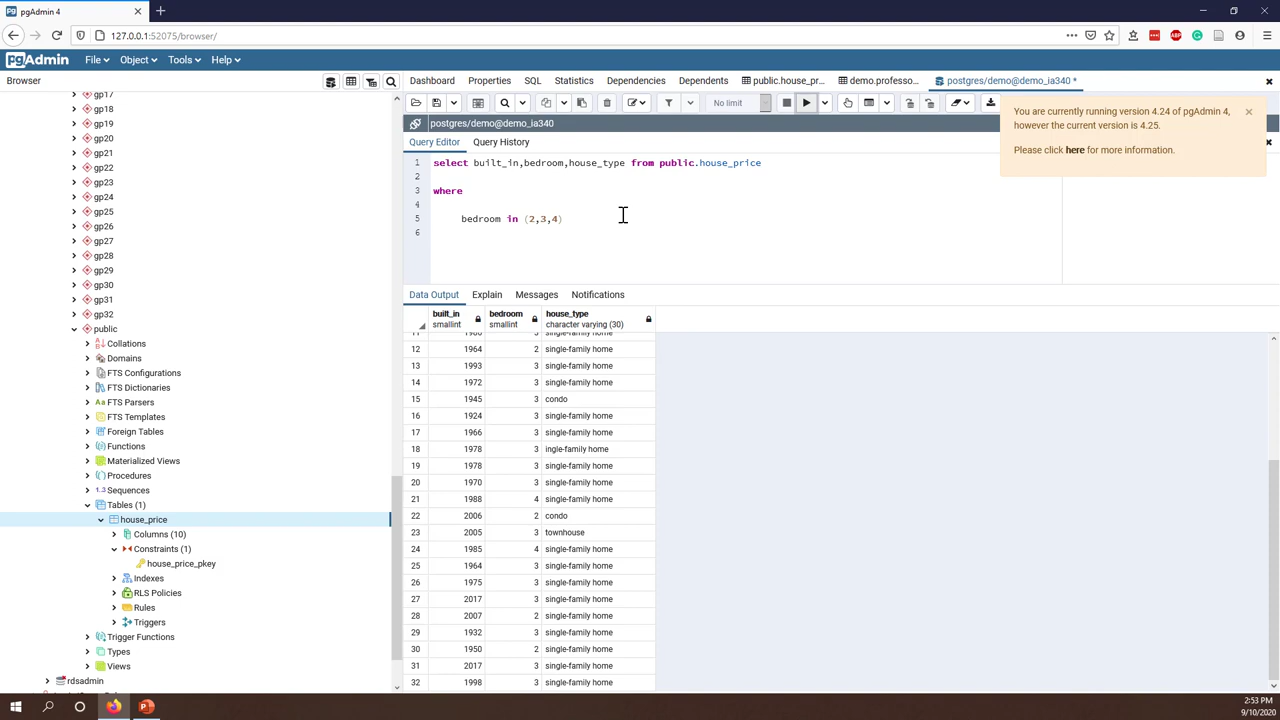 pgAdmin 4
127.0.0.1:52075/browser/
pgAdmin File Object Tools Help
Browser
Dashboard Properties SQL Statistics Dependencies Dependents public.house_pr... demo.professo... postgres/demo@demo_ia340 *
No limit
postgres/demo@demo_ia340
You are currently running version 4.24 of pgAdmin 4,
however the current version is 4.25.
Please click here for more information.
Query Editor Query History
1 select built_in,bedroom,house_type from public.house_price
2
3 where
4
5 bedroom in (2,3,4)
6
gp17
gp18
gp19
gp20
gp21
gp22
gp23
gp24
gp25
gp26
gp27
gp28
gp29
gp30
gp31
gp32
public
Collations
Domains
FTS Configurations
FTS Dictionaries
FTS Parsers
FTS Templates
Foreign Tables
Functions
Materialized Views
Procedures
1..3 Sequences
Tables (1)
house_price
Columns (10)
Constraints (1)
house_price_pkey
Indexes
RLS Policies
Rules
Triggers
Trigger Functions
Types
Views
rdsadmin
Data Output Explain Messages Notifications
built_in smallint bedroom smallint house_type character varying (30)
12 1964 2 single-family home
13 1993 3 single-family home
14 1972 3 single-family home
15 1945 3 condo
16 1924 3 single-family home
17 1966 3 single-family home
18 1978 3 ingle-family home
19 1978 3 single-family home
20 1970 3 single-family home
21 1988 4 single-family home
22 2006 2 condo
23 2005 3 townhouse
24 1985 4 single-family home
25 1964 3 single-family home
26 1975 3 single-family home
27 2017 3 single-family home
28 2007 2 single-family home
29 1932 3 single-family home
30 1950 2 single-family home
31 2017 3 single-family home
32 1998 3 single-family home
2:53 PM
9/10/2020